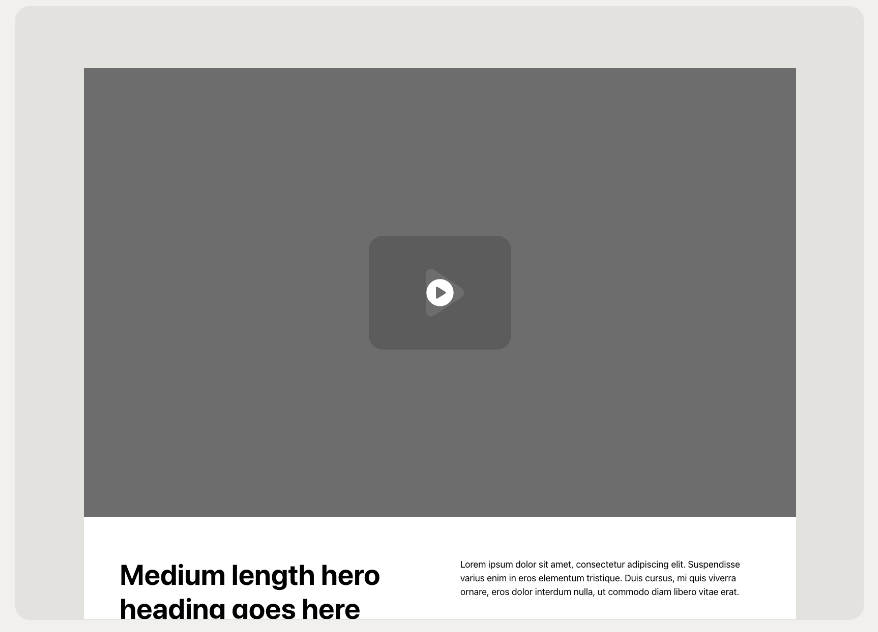 Medium length hero
heading goes here
Lorem ipsum dolor sit amet, consectetur adipiscing elit. Suspendisse
varius enim in eros elementum tristique. Duis cursus, mi quis viverra
ornare, eros dolor interdum nulla, ut commodo diam libero vitae erat.